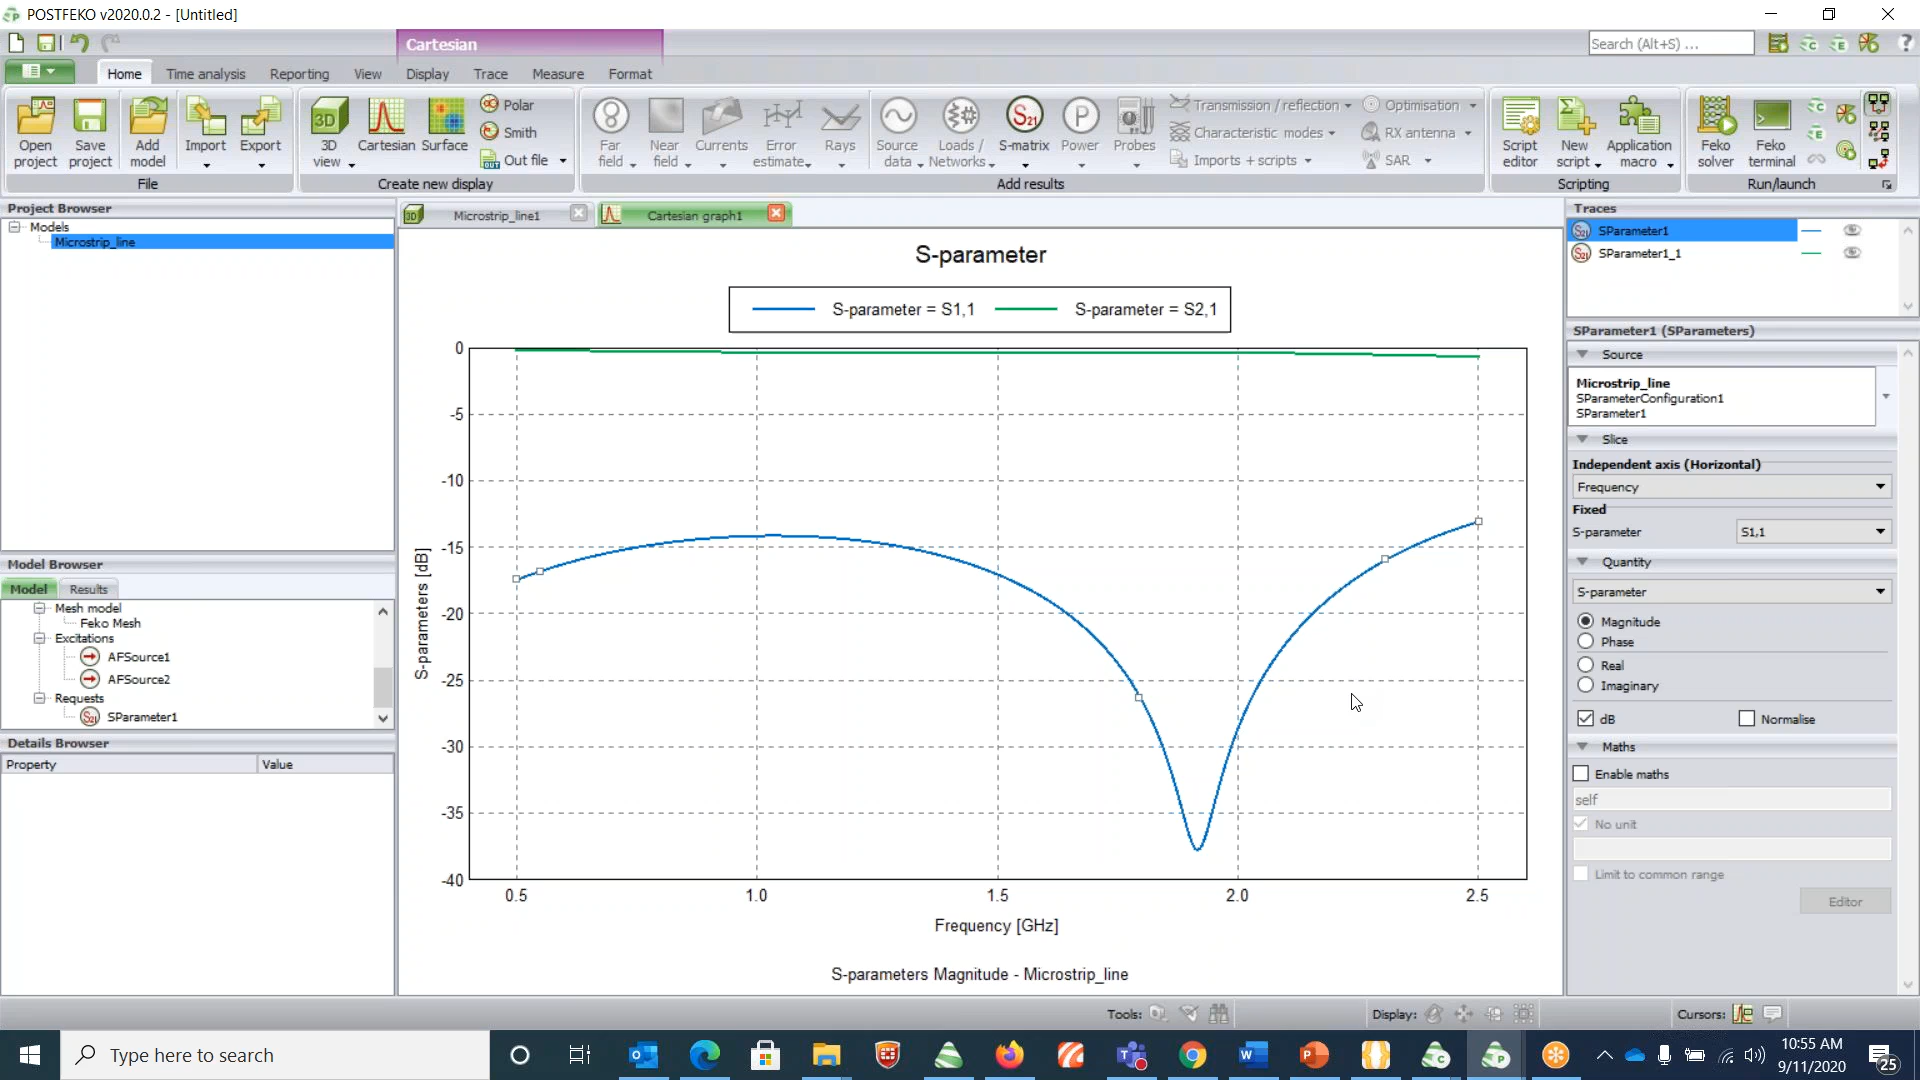 POSTFEKO v2020.0.2 - [Untitled]
Cartesian
Search (Alt+S) ...
Home Time analysis Reporting View Display Trace Measure Format
Open project
Save project
Add model
Import
Export
File
3D view
Cartesian
Surface
Polar
Smith
Out file
Create new display
Far field
Near field
Currents
Error estimate
Rays
Source data
Loads / Networks
S-matrix
Power
Probes
Transmission / reflection
Characteristic modes
Imports + scripts
Optimisation
RX antenna
SAR
Add results
Script editor
New script
Application macro
Scripting
Feko solver
Feko terminal
Run/launch
Project Browser
Models
Microstrip_line
Model Browser
Model Results
Mesh model
Feko Mesh
Excitations
AFSource1
AFSource2
Requests
SParameter1
Details Browser
Property Value
Microstrip_line1
Cartesian graph1
S-parameter
S-parameter = S1,1 S-parameter = S2,1
0
-5
-10
-15
-20
-25
-30
-35
-40
S-parameters [dB]
0.5 1.0 1.5 2.0 2.5
Frequency [GHz]
S-parameters Magnitude - Microstrip_line
Traces
SParameter1
SParameter1_1
SParameter1 (SParameters)
Source
Microstrip_line
SParameterConfiguration1
SParameter1
Slice
Independent axis (Horizontal)
Frequency
Fixed
S-parameter S1,1
Quantity
S-parameter
Magnitude
Phase
Real
Imaginary
dB Normalise
Maths
Enable maths
self
No unit
Limit to common range
Editor
Tools: Display: Cursors:
Type here to search
10:55 AM
9/11/2020
25